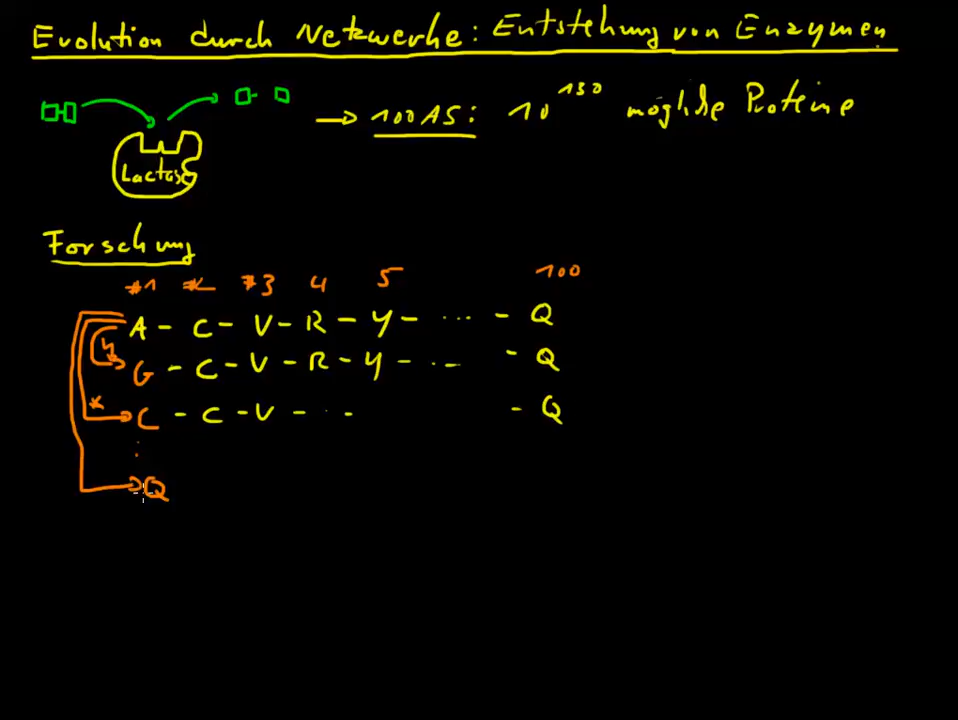 Evolution durch Netzwerke: Entstehung von Enzymen
→ 100 AS: 10^130 mögliche Proteine
Lactase
Forschung
#1 #2 #3 4 5 100
A - C - V - R - Y - ... - Q
G - C - V - R - Y - ... - Q
C - C - V - ... - Q
:
Q